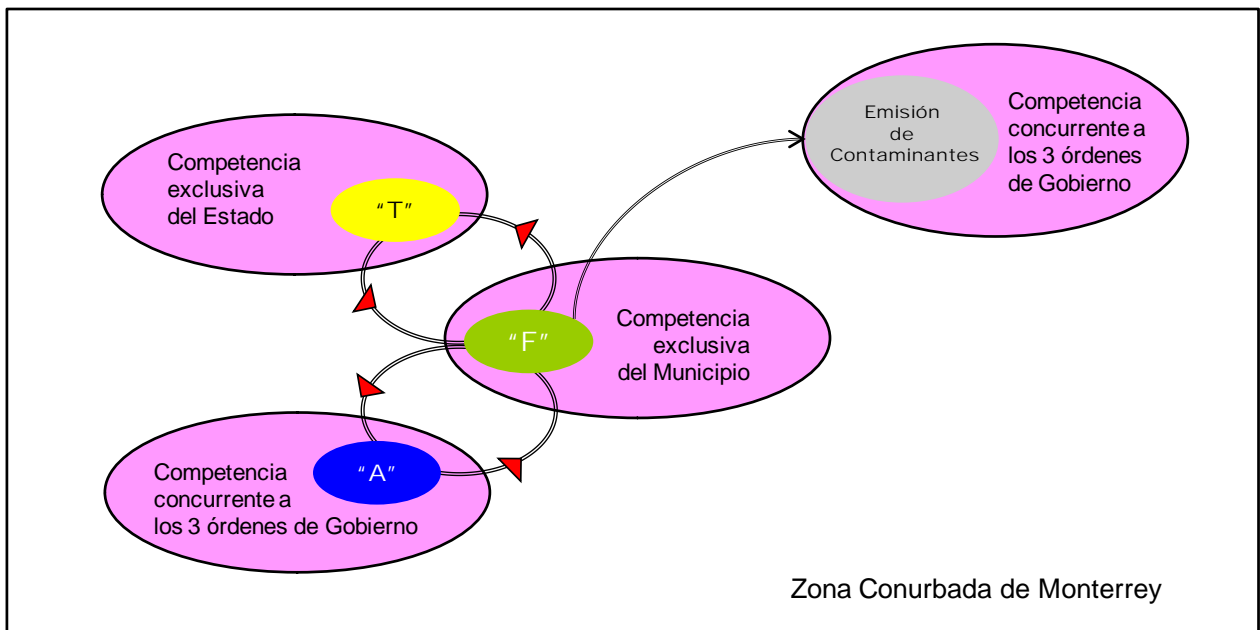 Competencia
exclusiva
del Estado
"T"
Emisión
de
Contaminantes
Competencia
concurrente a
los 3 órdenes
de Gobierno
"F"
Competencia
exclusiva
del Municipio
Competencia
concurrente a
los 3 órdenes de Gobierno
"A"
Zona Conurbada de Monterrey